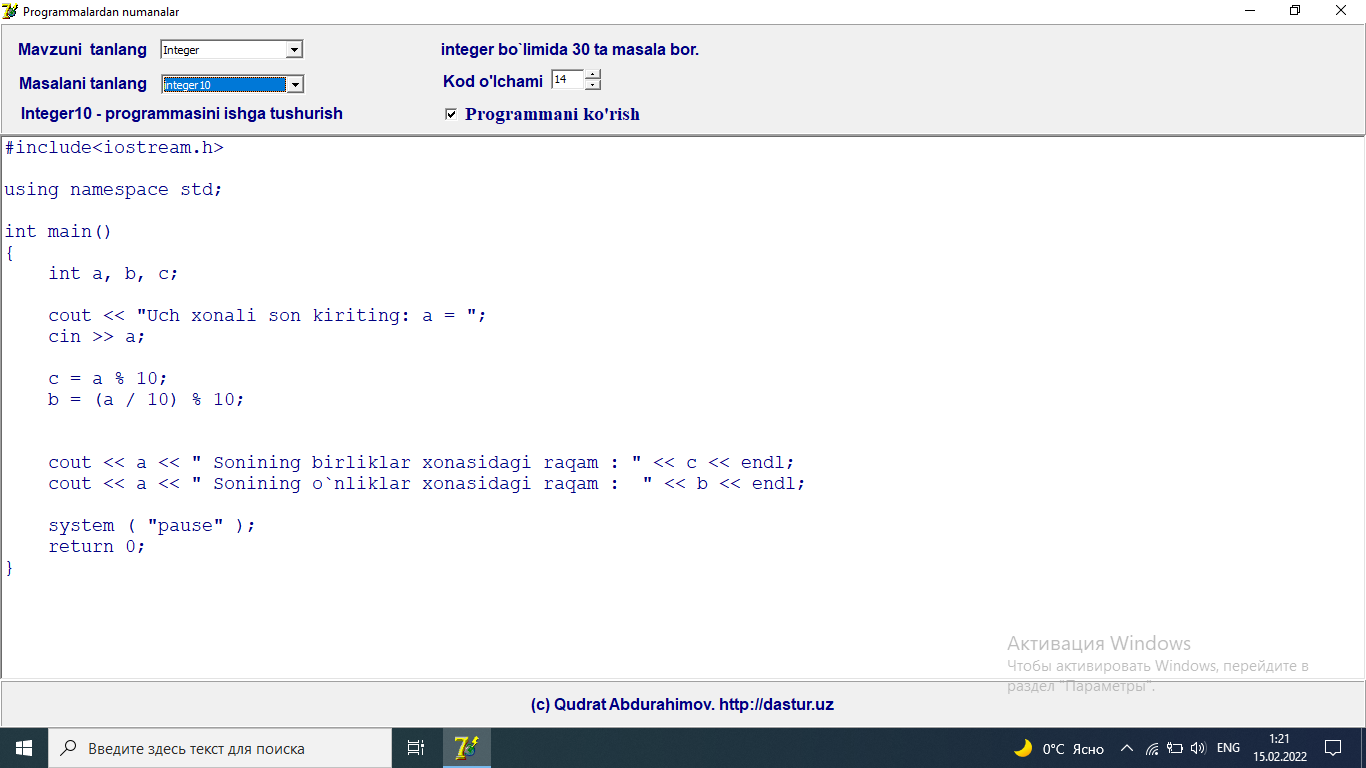 Programmalardan numanalar
Mavzuni  tanlang
Integer
integer bo`limida 30 ta masala bor.
Masalani tanlang
integer10
Kod o'lchami
14
Integer10 - programmasini ishga tushurish
Programmani ko'rish
#include<iostream.h>
using namespace std;
int main()
{
    int a, b, c;
    cout << "Uch xonali son kiriting: a = ";
    cin >> a;
    c = a % 10;
    b = (a / 10) % 10;
    cout << a << " Sonining birliklar xonasidagi raqam : " << c << endl;
    cout << a << " Sonining o`nliklar xonasidagi raqam :  " << b << endl;
    system ( "pause" );
    return 0;
}
Активация Windows
Чтобы активировать Windows, перейдите в
раздел "Параметры".
(c) Qudrat Abdurahimov. http://dastur.uz
Введите здесь текст для поиска
0°C Ясно
ENG
1:21
15.02.2022